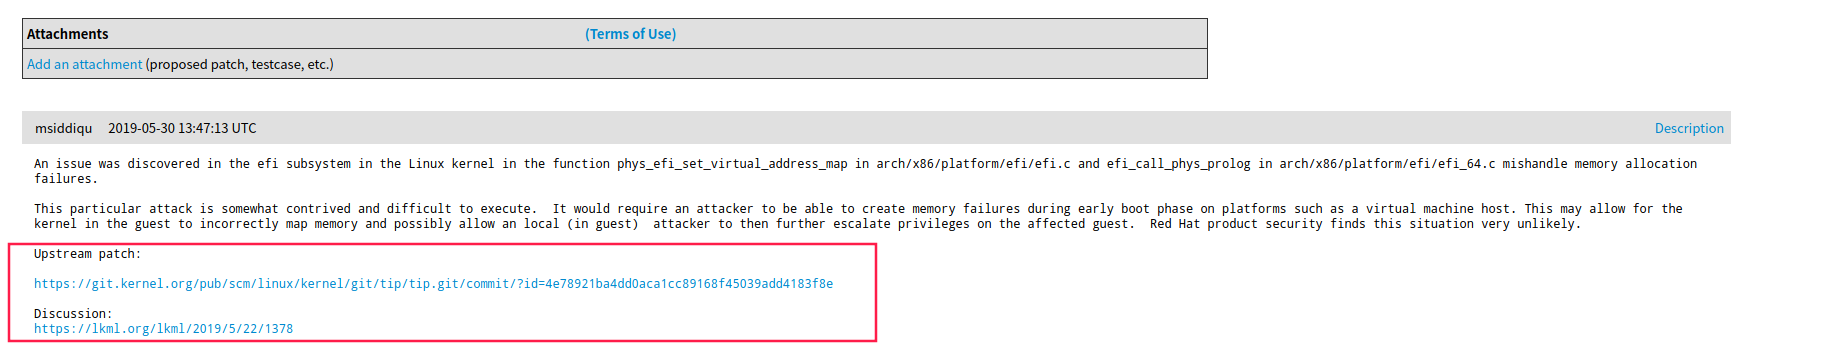 Attachments (Terms of Use)
Add an attachment (proposed patch, testcase, etc.)
msiddiqu 2019-05-30 13:47:13 UTC Description
An issue was discovered in the efi subsystem in the Linux kernel in the function phys_efi_set_virtual_address_map in arch/x86/platform/efi/efi.c and efi_call_phys_prolog in arch/x86/platform/efi/efi_64.c mishandle memory allocation
failures.
This particular attack is somewhat contrived and difficult to execute.  It would require an attacker to be able to create memory failures during early boot phase on platforms such as a virtual machine host. This may allow for the
kernel in the guest to incorrectly map memory and possibly allow an local (in guest)  attacker to then further escalate privileges on the affected guest.  Red Hat product security finds this situation very unlikely.
Upstream patch:
https://git.kernel.org/pub/scm/linux/kernel/git/tip/tip.git/commit/?id=4e78921ba4dd0aca1cc89168f45039add4183f8e
Discussion:
https://lkml.org/lkml/2019/5/22/1378